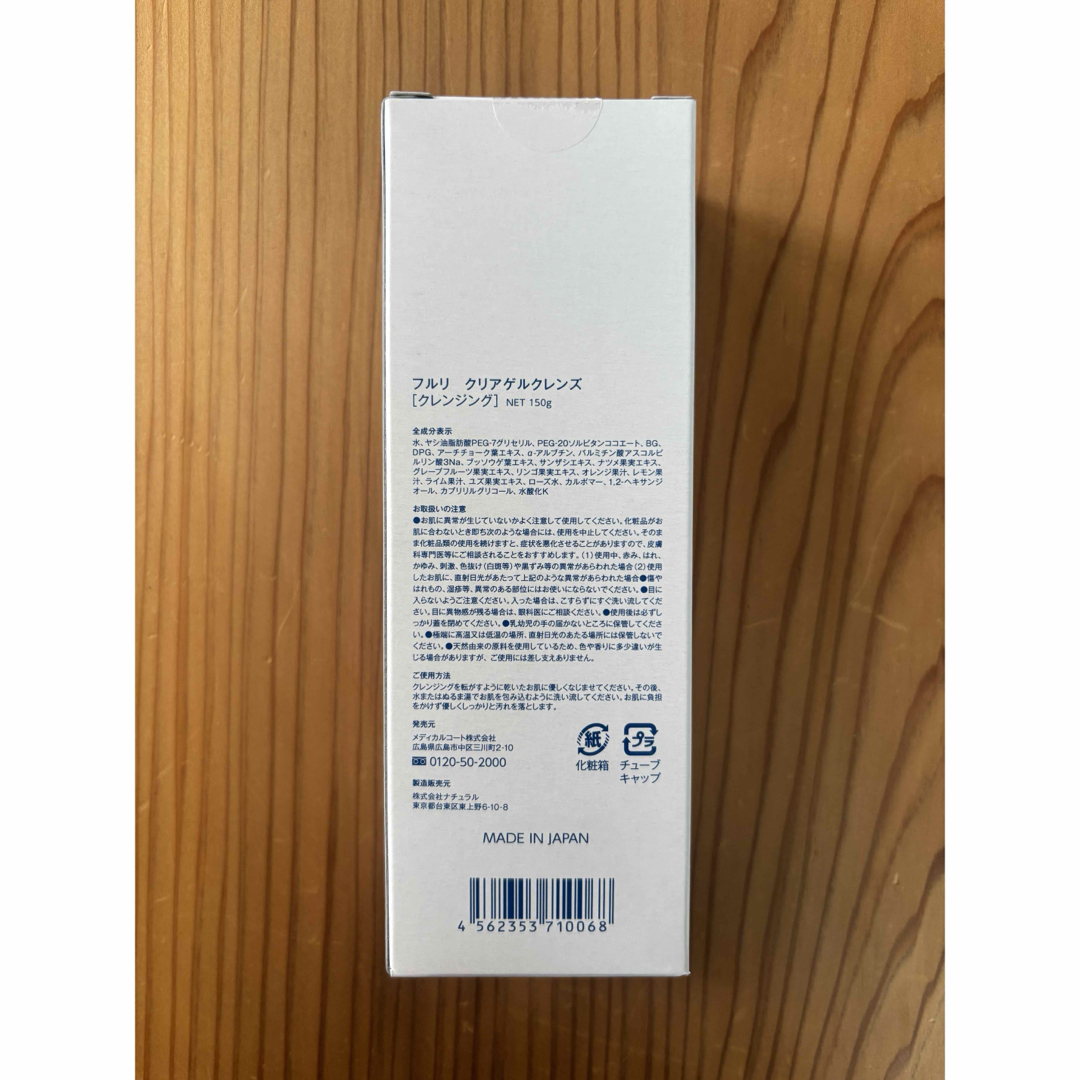 フルリ　クリアゲルクレンズ
［クレンジング］ NET 150g
全成分表示
水、ヤシ油脂肪酸PEG-7グリセリル、PEG-20ソルビタンココエート、BG、
DPG、アーチチョーク葉エキス、α-アルブチン、パルミチン酸アスコルビ
ルリン酸3Na、ブッソウゲ葉エキス、サンザシエキス、ナツメ果実エキス、
グレープフルーツ果実エキス、リンゴ果実エキス、オレンジ果汁、レモン果
汁、ライム果汁、ユズ果実エキス、ローズ水、カルボマー、1,2-ヘキサンジ
オール、カプリリルグリコール、水酸化K
お取扱いの注意
●お肌に異常が生じていないかよく注意して使用してください。化粧品がお
肌に合わないとき即ち次のような場合には、使用を中止してください。そのま
ま化粧品類の使用を続けますと、症状を悪化させることがありますので、皮膚
科専門医等にご相談されることをおすすめします。（1）使用中、赤み、はれ、
かゆみ、刺激、色抜け（白斑等）や黒ずみ等の異常があらわれた場合（2）使用
したお肌に、直射日光があたって上記のような異常があらわれた場合●傷や
はれもの、湿疹等、異常のある部位にはお使いにならないでください。●目に
入らないようご注意ください。入った場合は、こすらずにすぐ洗い流してくだ
さい。目に異物感が残る場合は、眼科医にご相談ください。●使用後は必ずし
っかり蓋を閉めてください。●乳幼児の手の届かないところに保管してくださ
い。●極端に高温又は低温の場所、直射日光のあたる場所には保管しないで
ください。●天然由来の原料を使用しているため、色や香りに多少違いが生
じる場合がありますが、ご使用には差し支えありません。
ご使用方法
クレンジングを転がすように乾いたお肌に優しくなじませてください。その後、
水またはぬるま湯でお肌を包み込むように洗い流してください。お肌に負担
をかけず優しくしっかりと汚れを落とします。
発売元
メディカルコート株式会社
広島県広島市中区三川町2-10
0120-50-2000
製造販売元
株式会社ナチュラル
東京都台東区東上野6-10-8
紙
化粧箱
プラ
チューブ
キャップ
MADE IN JAPAN
4 562353 710068